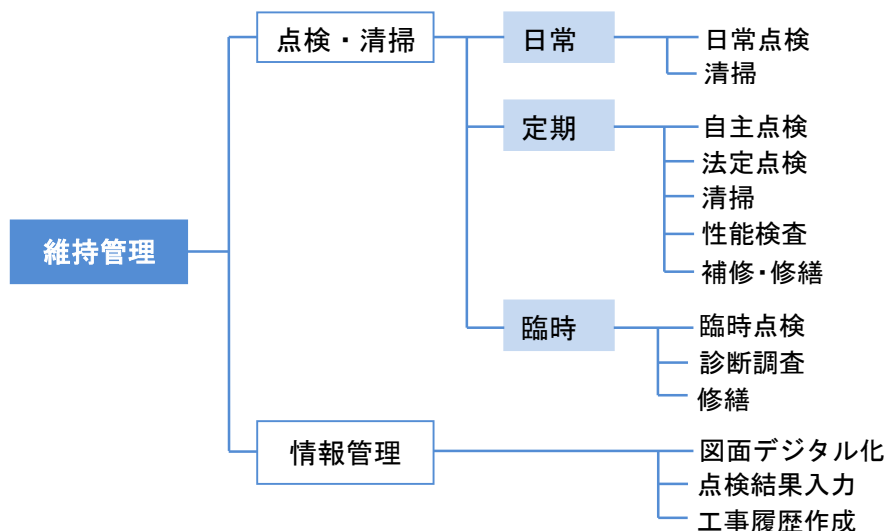 点検・清掃
日常
日常点検
清掃
定期
自主点検
法定点検
清掃
性能検査
補修・修繕
維持管理
臨時
臨時点検
診断調査
修繕
情報管理
図面デジタル化
点検結果入力
工事履歴作成